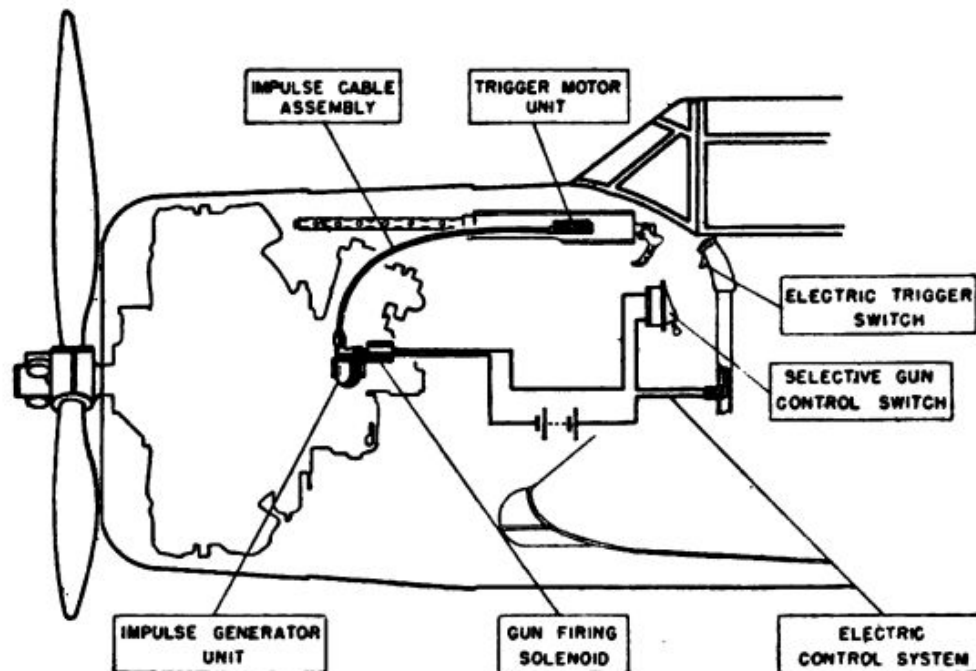 IMPULSE CABLE
ASSEMBLY
TRIGGER MOTOR
UNIT
ELECTRIC TRIGGER
SWITCH
SELECTIVE GUN
CONTROL SWITCH
IMPULSE GENERATOR
UNIT
GUN FIRING
SOLENOID
ELECTRIC
CONTROL SYSTEM